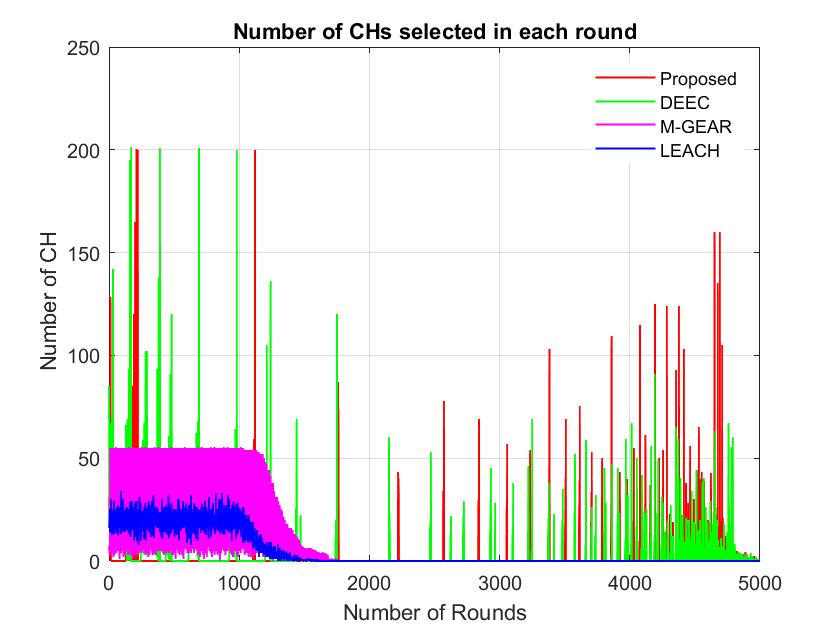 Number of CHs selected in each round
250
200
150
100
50
0
Number of CH
Proposed
DEEC
M-GEAR
LEACH
0 1000 2000 3000 4000 5000
Number of Rounds